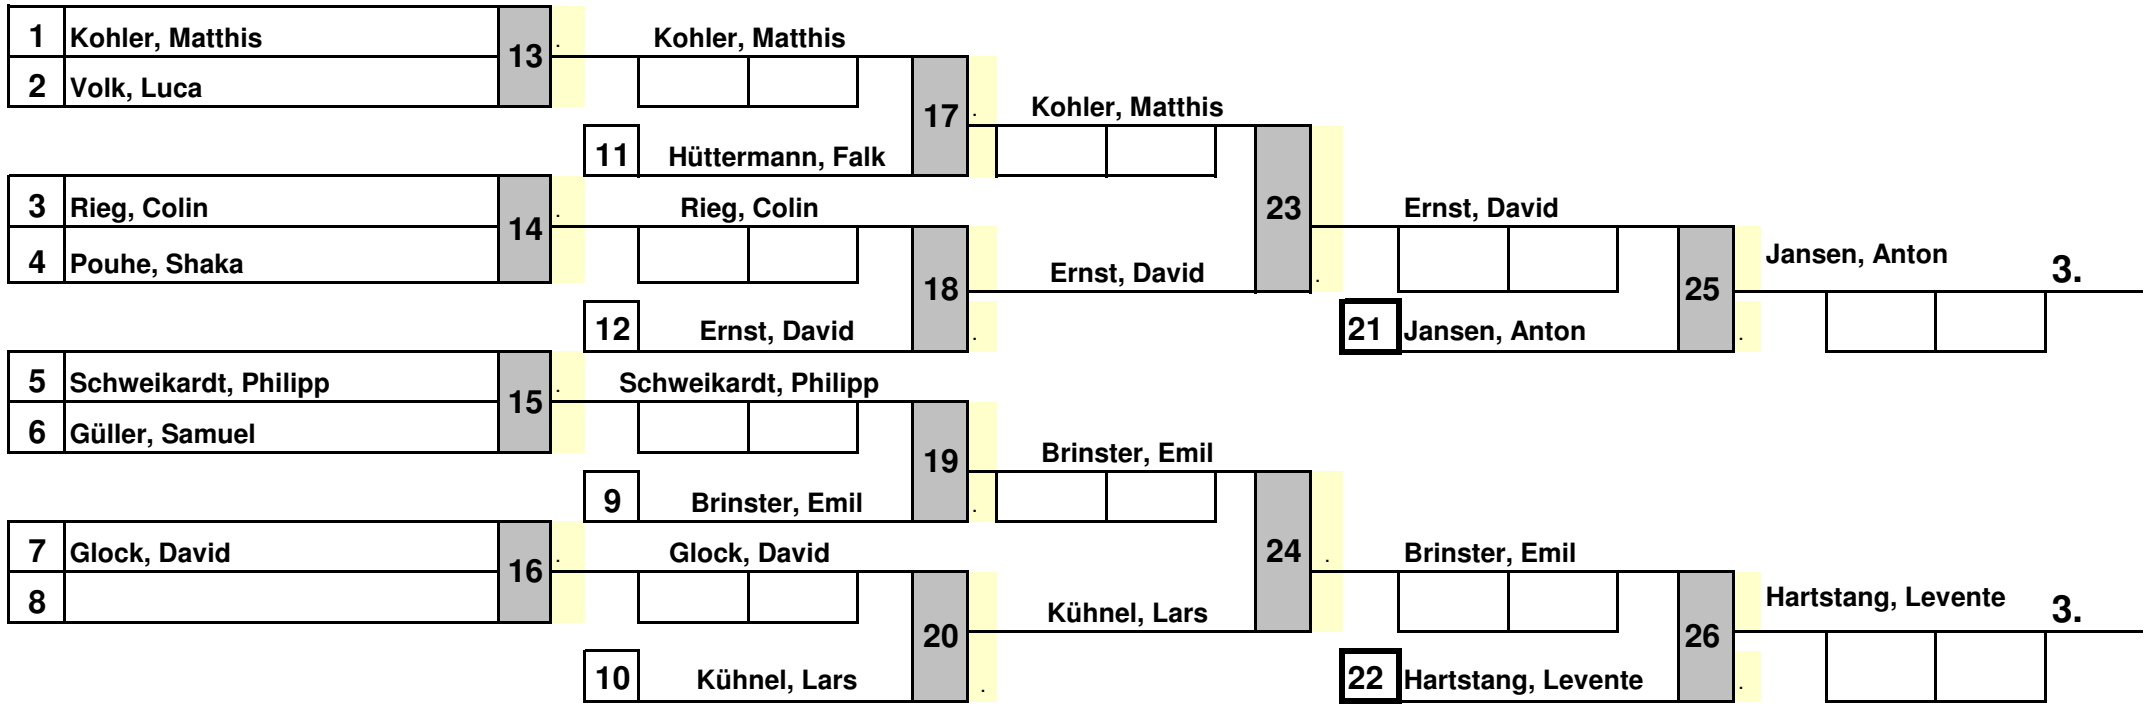 1 Kohler, Matthis 13 Kohler, Matthis
2 Volk, Luca
17 Kohler, Matthis
11 Hüttermann, Falk
3 Rieg, Colin 14 Rieg, Colin 23 Ernst, David
4 Pouhe, Shaka 18 Ernst, David 25 Jansen, Anton 3.
12 Ernst, David 21 Jansen, Anton
5 Schweikardt, Philipp 15 Schweikardt, Philipp
6 Güller, Samuel 19 Brinster, Emil
9 Brinster, Emil
7 Glock, David 16 Glock, David 24 Brinster, Emil
8 20 Kühnel, Lars 26 Hartstang, Levente 3.
10 Kühnel, Lars 22 Hartstang, Levente